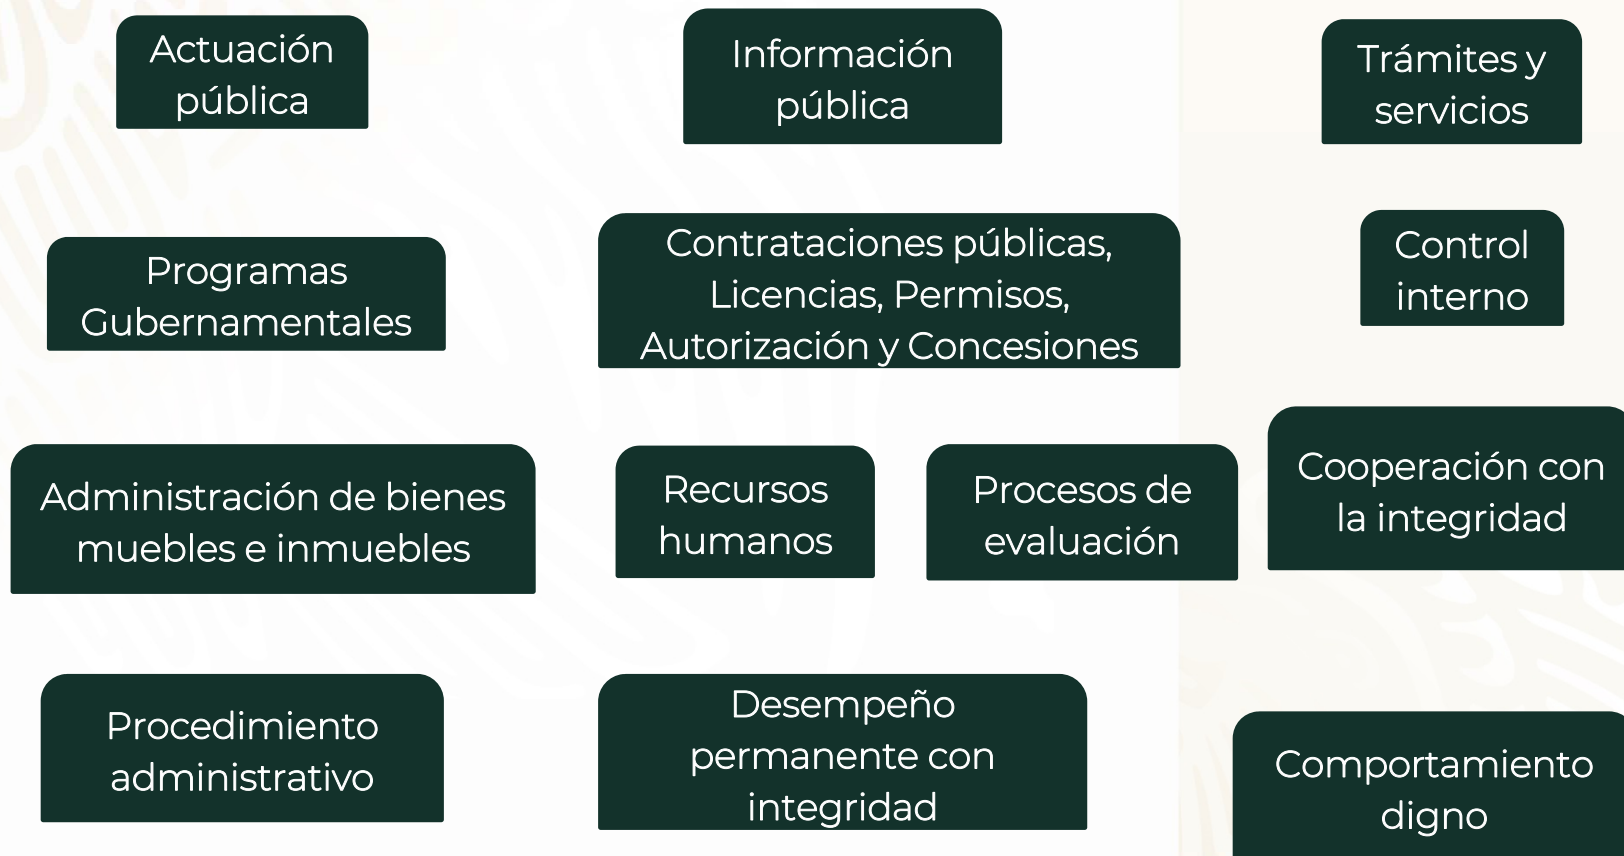 Actuación
pública
Información
pública
Trámites y
servicios
Programas
Gubernamentales
Contrataciones públicas,
Licencias, Permisos,
Autorización y Concesiones
Control
interno
Administración de bienes
muebles e inmuebles
Recursos
humanos
Procesos de
evaluación
Cooperación con
la integridad
Procedimiento
administrativo
Desempeño
permanente con
integridad
Comportamiento
digno